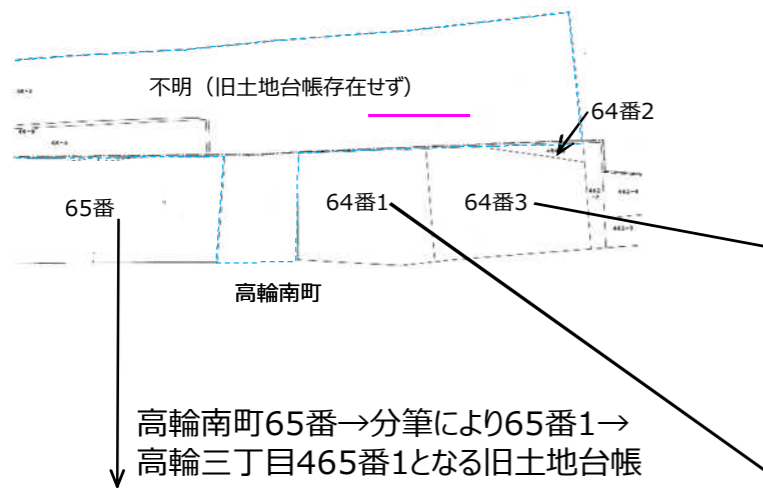 不明（旧土地台帳存在せず）
64番2
65番
64番1
64番3
462-3
高輪南町
高輪南町65番→分筆により65番1→
高輪三丁目465番1となる旧土地台帳